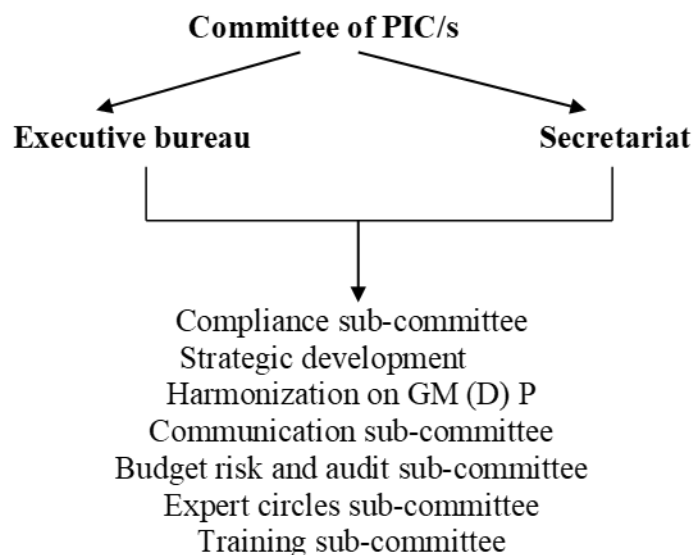 Committee of PIC/s
Executive bureau
Secretariat
Compliance sub-committee
Strategic development
Harmonization on GM (D) P
Communication sub-committee
Budget risk and audit sub-committee
Expert circles sub-committee
Training sub-committee